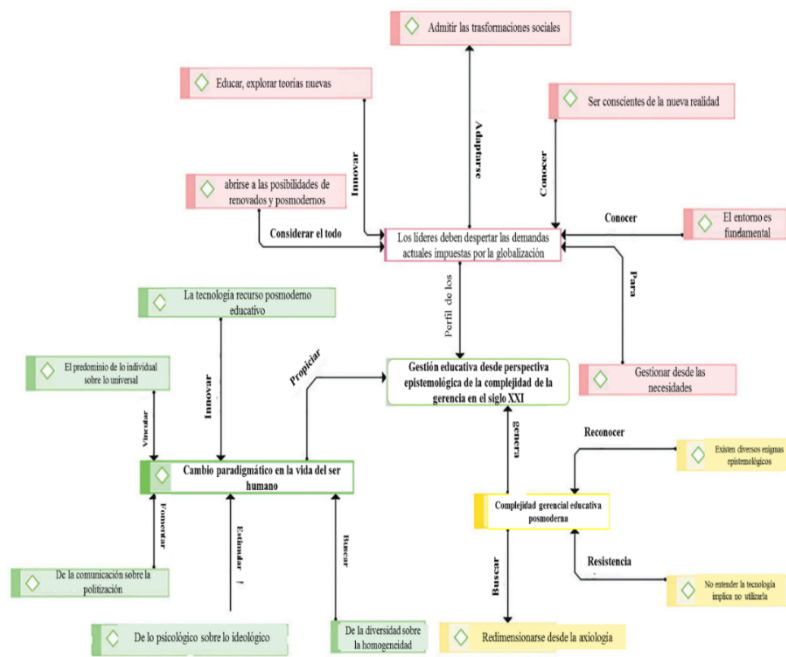 Admitir las trasformaciones sociales
Educar, explorar teorías nuevas
Ser conscientes de la nueva realidad
Innovar
Adaptarse
Conocer
abrirse a las posibilidades de
renovados y posmodernos
Considerar el todo
Conocer
El entorno es
fundamental
Los líderes deben despertar las demandas
actuales impuestas por la globalización
Para
Perfil de los
La tecnología recurso posmoderno
educativo
El predominio de lo individual
sobre lo universal
Propiciar
Gestión educativa desde perspectiva
epistemológica de la complejidad de la
gerencia en el siglo XXI
Gestionar desde las
necesidades
Innovar
Vincular
genera
Reconocer
Existen diversos enigmas
epistemológicos
Cambio paradigmático en la vida del ser
humano
Complejidad gerencial educativa
posmoderna
Fomentar
Estimular
Buscar
Buscar
Resistencia
De la comunicación sobre la
politización
No entender la tecnología
implica no utilizarla
De lo psicológico sobre lo ideológico
De la diversidad sobre
la homogeneidad
Redimensionarse desde la axiología